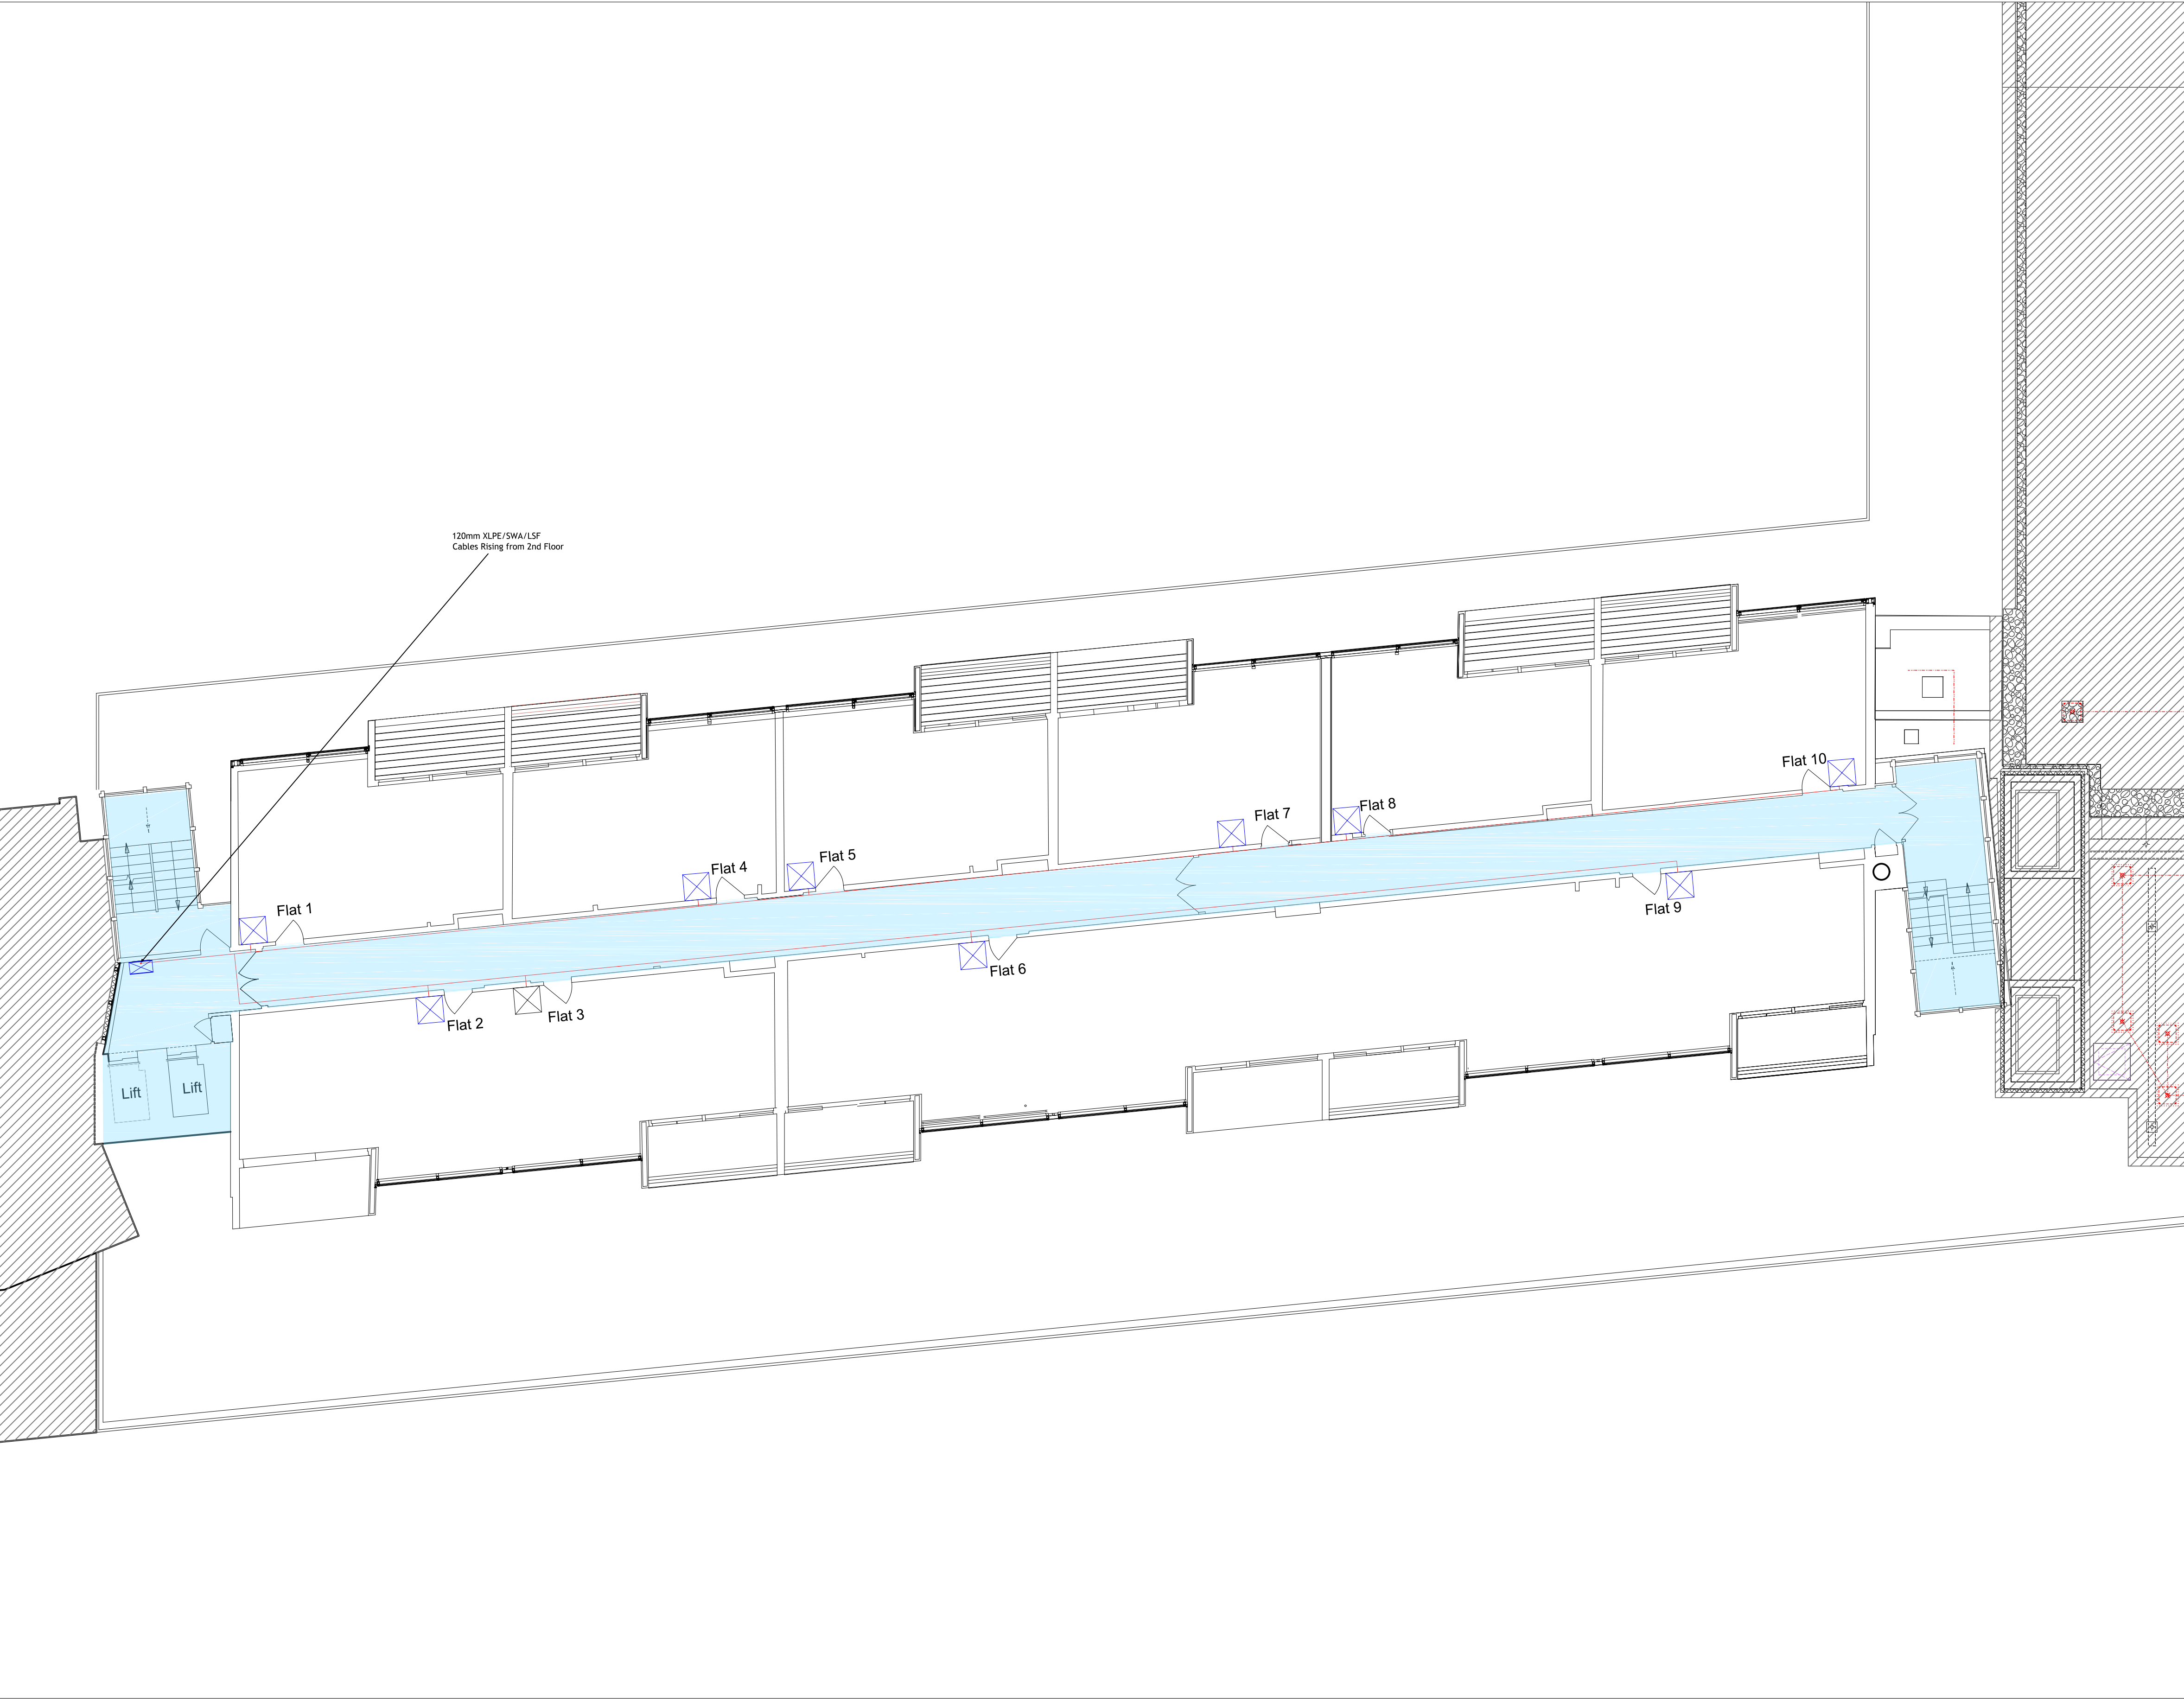 120mm XLPE/SWA/LSF
Cables Rising from 2nd Floor
Flat 10
Flat 8
Flat 7
Flat 5
Flat 4
Flat 1
Flat 9
Flat 6
Flat 3
Flat 2
Lift
Lift